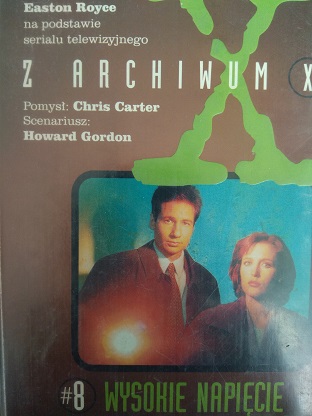 Easton Royce
na podstawie
serialu telewizyjnego
Z ARCHIWUM X
Pomysł: Chris Carter
Scenariusz:
Howard Gordon
#8 WYSOKIE NAPIĘCIE